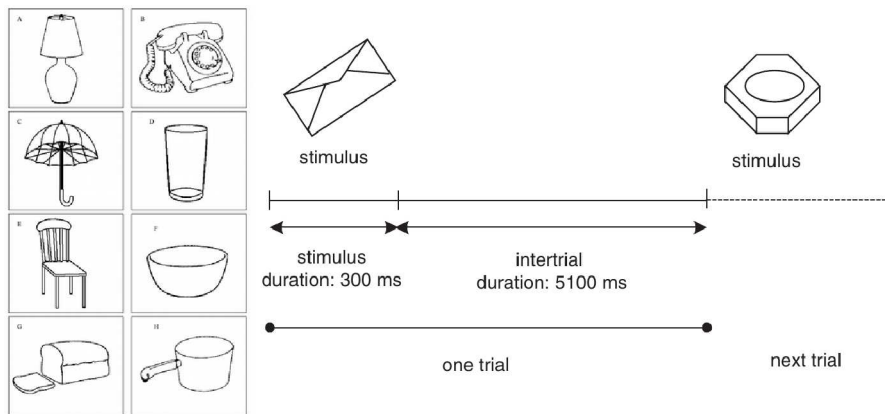 A
B
C
D
E
F
G
H
stimulus
stimulus
stimulus
duration: 300 ms
intertrial
duration: 5100 ms
one trial
next trial